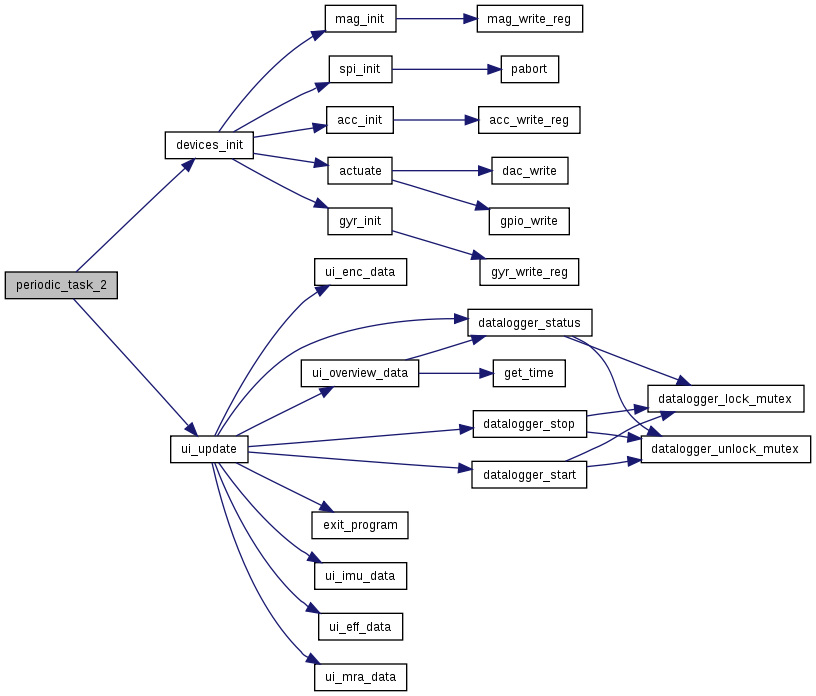 mag_init
mag_write_reg
spi_init
pabort
acc_init
acc_write_reg
devices_init
actuate
dac_write
gyr_init
gpio_write
ui_enc_data
gyr_write_reg
periodic_task_2
datalogger_status
ui_overview_data
get_time
datalogger_lock_mutex
datalogger_stop
ui_update
datalogger_unlock_mutex
datalogger_start
exit_program
ui_imu_data
ui_eff_data
ui_mra_data